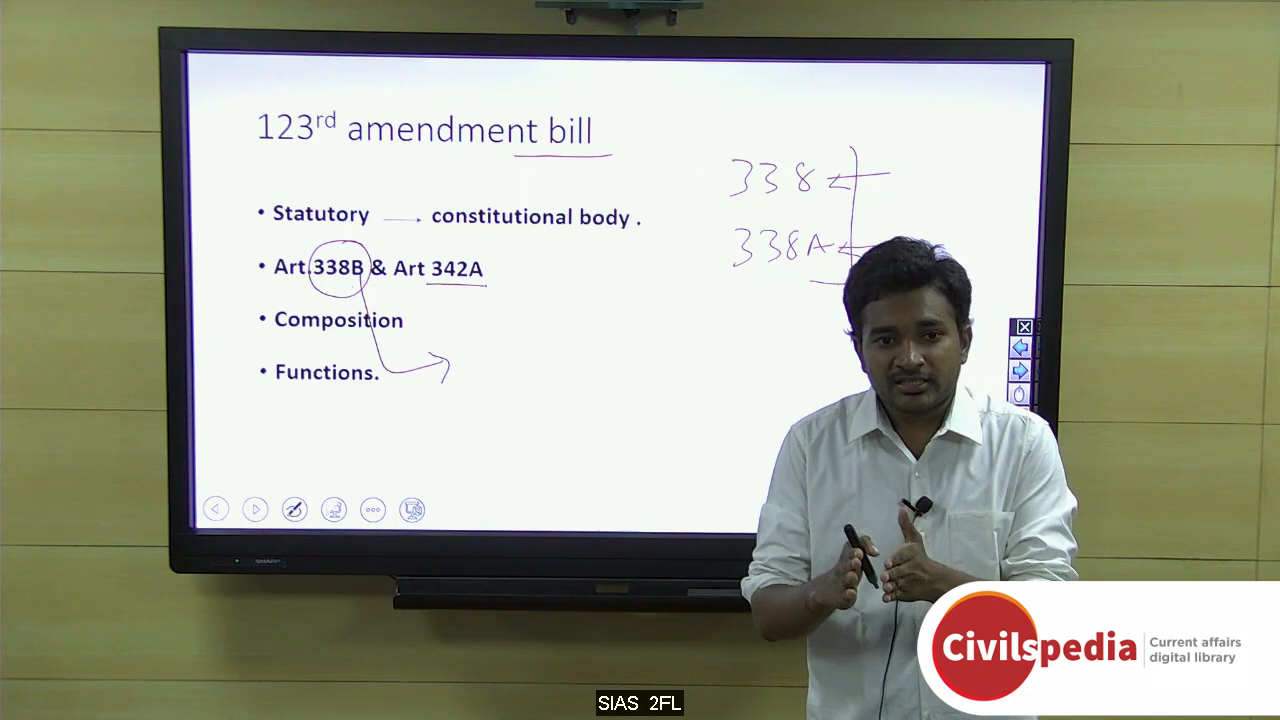 123rd amendment bill
• Statutory → constitutional body .
• Art.338B & Art 342A
• Composition
• Functions.
338
338A
SHARP
Civilspedia
Current affairs
digital library
SIAS 2FL